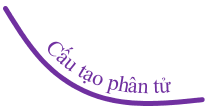 Cấu tạo phân tử